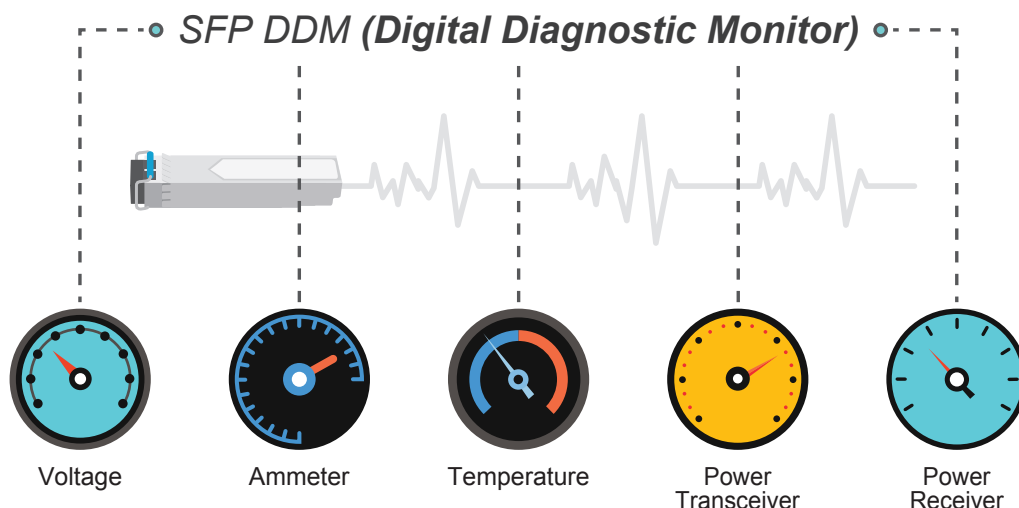 SFP DDM (Digital Diagnostic Monitor)
Voltage
Ammeter
Temperature
Power
Transceiver
Power
Receiver